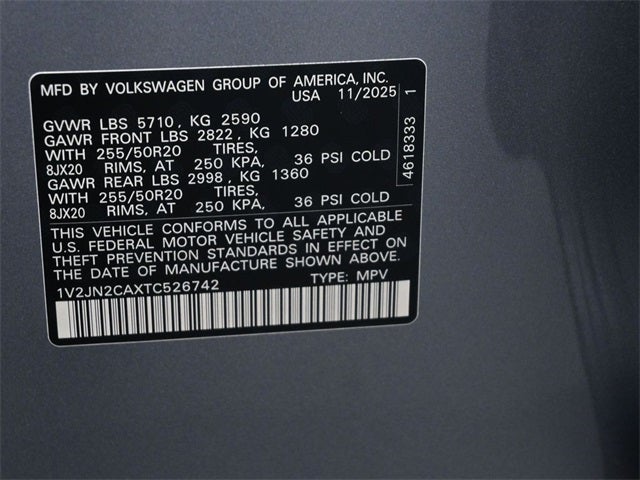 MFD BY VOLKSWAGEN GROUP OF AMERICA, INC.
USA 11/2025
GVWR LBS 5710, KG 2590
GAWR FRONT LBS 2822, KG 1280
WITH 255/50R20 TIRES,
8JX20 RIMS, AT 250 KPA, 36 PSI COLD
GAWR REAR LBS 2998, KG 1360
WITH 255/50R20 TIRES,
8JX20 RIMS, AT 250 KPA, 36 PSI COLD
THIS VEHICLE CONFORMS TO ALL APPLICABLE
U.S. FEDERAL MOTOR VEHICLE SAFETY AND
THEFT PREVENTION STANDARDS IN EFFECT ON
THE DATE OF MANUFACTURE SHOWN ABOVE.
1V2JN2CAXTC526742 TYPE: MPV
4618333 1